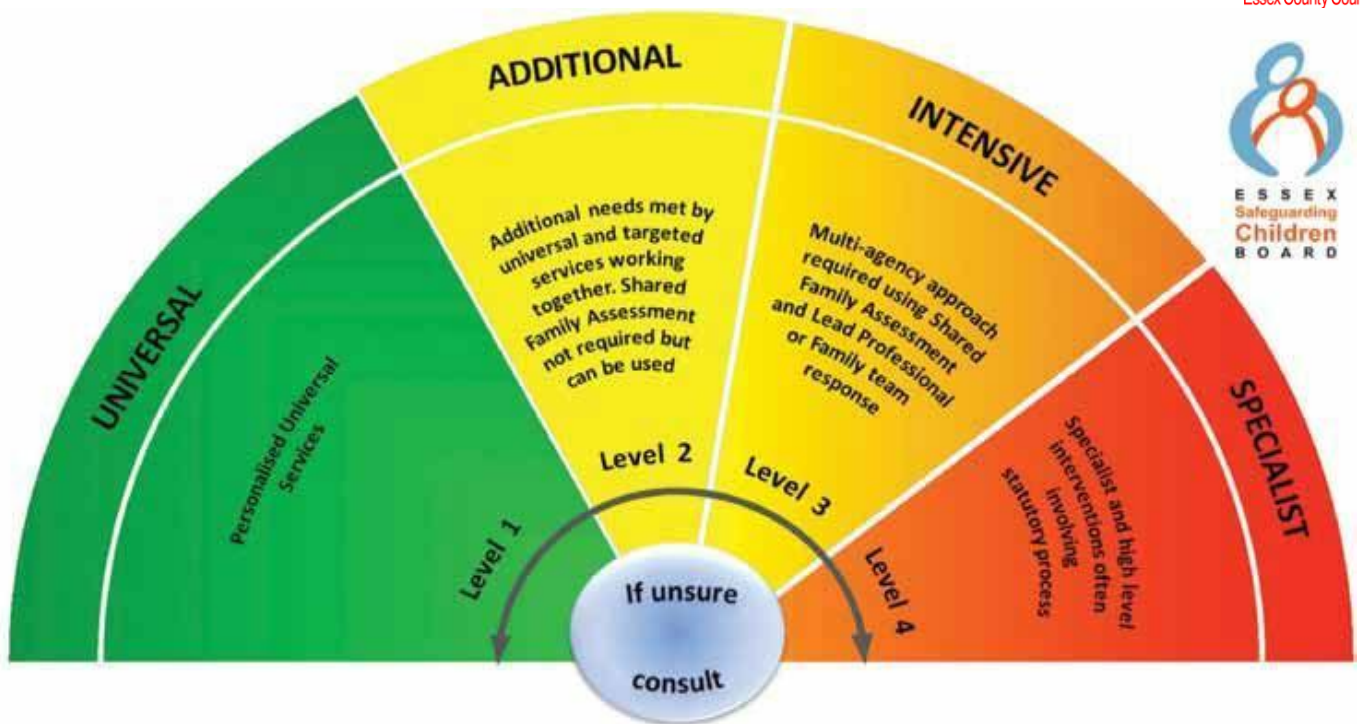 Essex County Coun
ADDITIONAL
INTENSIVE
UNIVERSAL
SPECIALIST
ESSEX
Safeguarding
Children
BOARD
Personalised Universal
Services
Level 1
Additional needs met by
universal and targeted
services working
together. Shared
Family Assessment
not required but
can be used
Level 2
Multi-agency approach
required using Shared
Family Assessment
and Lead Professional
or Family team
response
Level 3
Specialist and high level
interventions often
involving
statutory process
Level 4
If unsure
consult